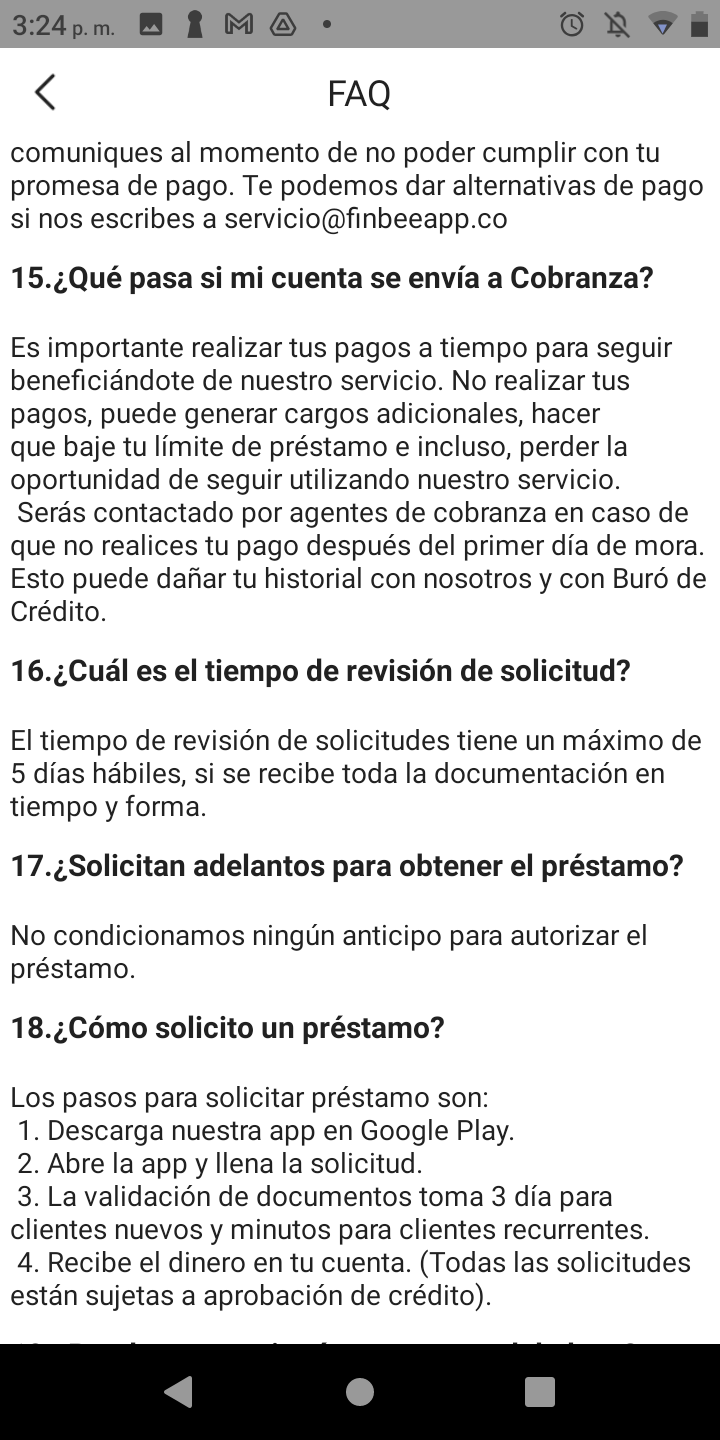 3:24 p. m.
FAQ
comuniques al momento de no poder cumplir con tu
promesa de pago. Te podemos dar alternativas de pago
si nos escribes a servicio@finbeeapp.co
15.¿Qué pasa si mi cuenta se envía a Cobranza?
Es importante realizar tus pagos a tiempo para seguir
beneficiándote de nuestro servicio. No realizar tus
pagos, puede generar cargos adicionales, hacer
que baje tu límite de préstamo e incluso, perder la
oportunidad de seguir utilizando nuestro servicio.
Serás contactado por agentes de cobranza en caso de
que no realices tu pago después del primer día de mora.
Esto puede dañar tu historial con nosotros y con Buró de
Crédito.
16.¿Cuál es el tiempo de revisión de solicitud?
El tiempo de revisión de solicitudes tiene un máximo de
5 días hábiles, si se recibe toda la documentación en
tiempo y forma.
17.¿Solicitan adelantos para obtener el préstamo?
No condicionamos ningún anticipo para autorizar el
préstamo.
18.¿Cómo solicito un préstamo?
Los pasos para solicitar préstamo son:
1. Descarga nuestra app en Google Play.
2. Abre la app y llena la solicitud.
3. La validación de documentos toma 3 día para
clientes nuevos y minutos para clientes recurrentes.
4. Recibe el dinero en tu cuenta. (Todas las solicitudes
están sujetas a aprobación de crédito).